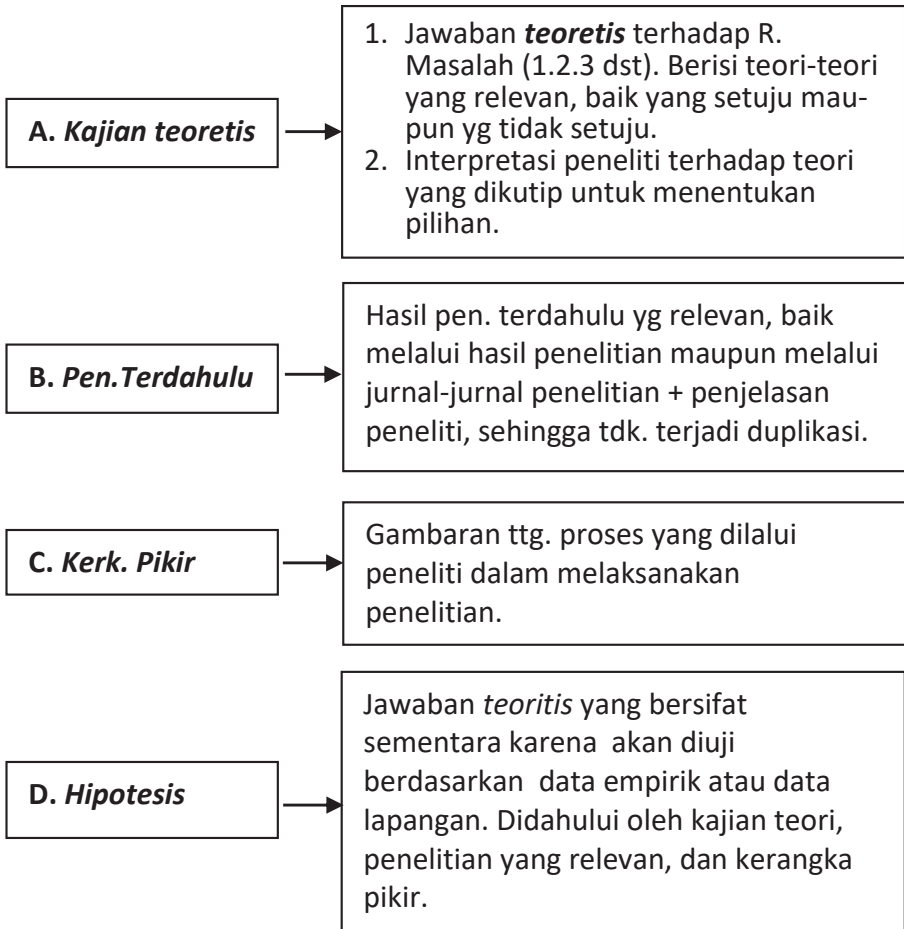 A. Kajian teoretis
1. Jawaban teoretis terhadap R.
Masalah (1.2.3 dst). Berisi teori-teori
yang relevan, baik yang setuju mau-
pun yg tidak setuju.
2. Interpretasi peneliti terhadap teori
yang dikutip untuk menentukan
pilihan.
B. Pen.Terdahulu
Hasil pen. terdahulu yg relevan, baik
melalui hasil penelitian maupun melalui
jurnal-jurnal penelitian + penjelasan
peneliti, sehingga tdk. terjadi duplikasi.
C. Kerk. Pikir
Gambaran ttg. proses yang dilalui
peneliti dalam melaksanakan
penelitian.
D. Hipotesis
Jawaban teoritis yang bersifat
sementara karena akan diuji
berdasarkan data empirik atau data
lapangan. Didahului oleh kajian teori,
penelitian yang relevan, dan kerangka
pikir.